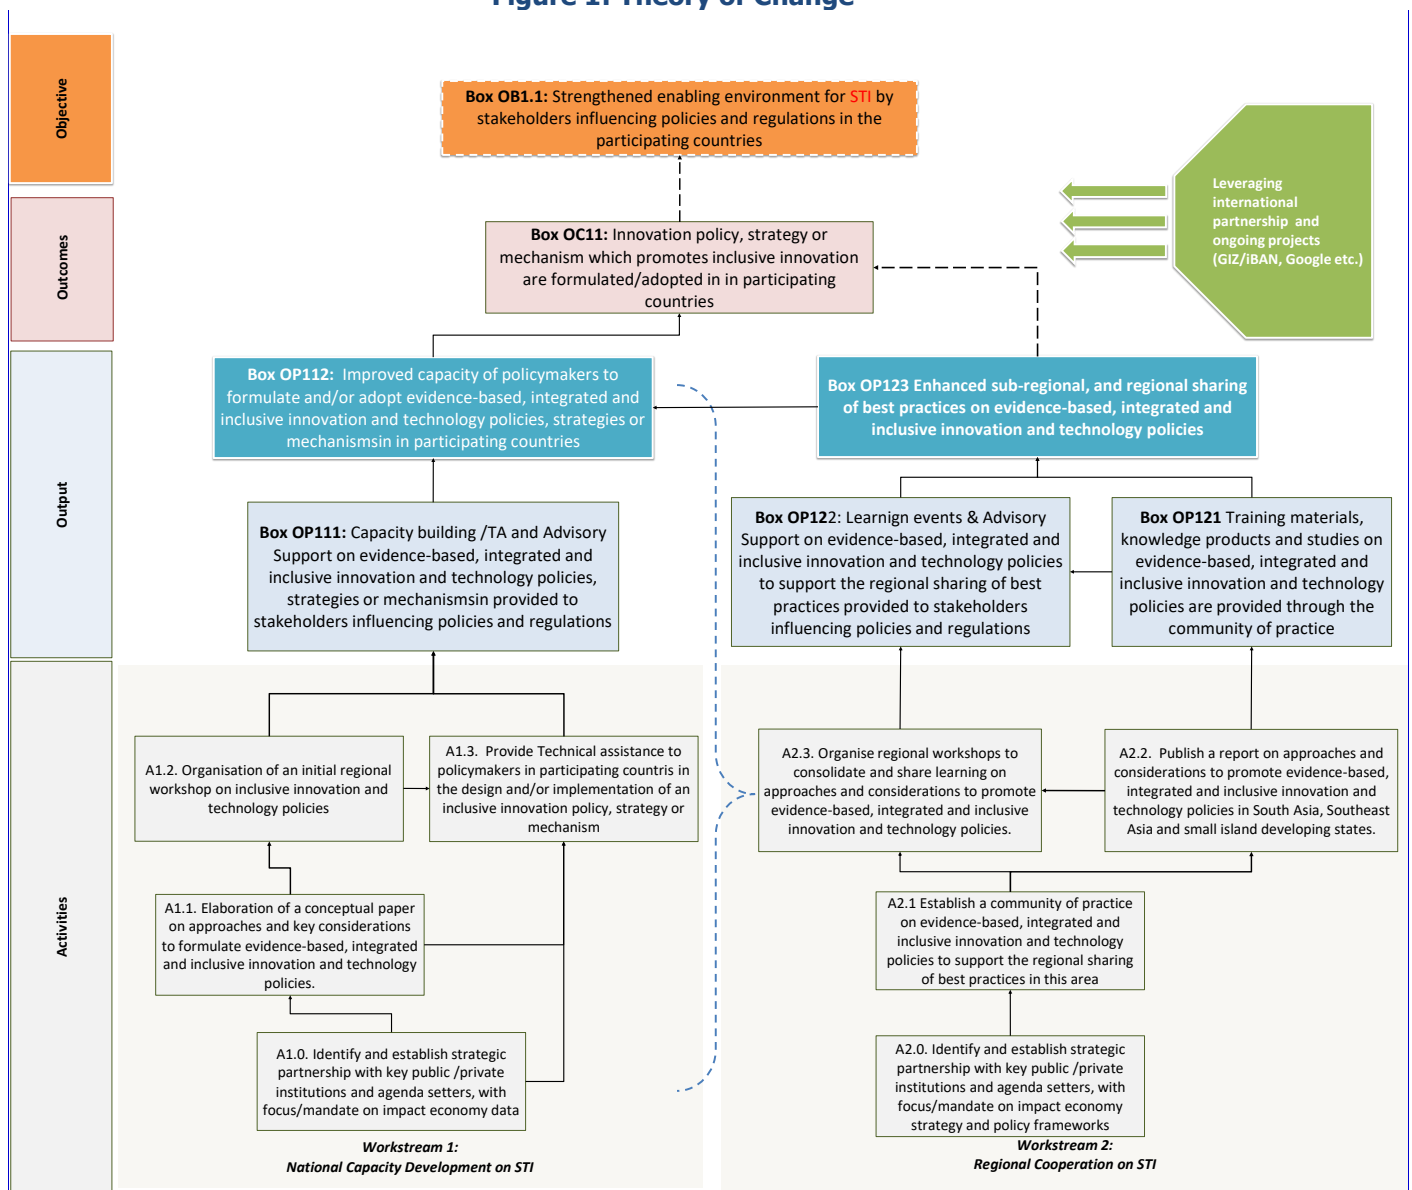 Figure 1: Theory of Change
Objective
Box OB1.1: Strengthened enabling environment for STI by
stakeholders influencing policies and regulations in the
participating countries
Leveraging
international
partnership and
ongoing projects
(GIZ/iBAN, Google etc.)
Outcomes
Box OC11: Innovation policy, strategy or
mechanism which promotes inclusive innovation
are formulated/adopted in in participating
countries
Output
Box OP112: Improved capacity of policymakers to
formulate and/or adopt evidence-based, integrated and
inclusive innovation and technology policies, strategies or
mechanismsin in participating countries
Box OP123 Enhanced sub-regional, and regional sharing
of best practices on evidence-based, integrated and
inclusive innovation and technology policies
Box OP111: Capacity building /TA and Advisory
Support on evidence-based, integrated and
inclusive innovation and technology policies,
strategies or mechanismsin provided to
stakeholders influencing policies and regulations
Box OP122: Learnign events & Advisory
Support on evidence-based, integrated and
inclusive innovation and technology policies
to support the regional sharing of best
practices provided to stakeholders
influencing policies and regulations
Box OP121 Training materials,
knowledge products and studies on
evidence-based, integrated and
inclusive innovation and technology
policies are provided through the
community of practice
Activities
A1.2. Organisation of an initial regional
workshop on inclusive innovation and
technology policies
A1.3. Provide Technical assistance to
policymakers in participating countris in
the design and/or implementation of an
inclusive innovation policy, strategy or
mechanism
A2.3. Organise regional workshops to
consolidate and share learning on
approaches and considerations to promote
evidence-based, integrated and inclusive
innovation and technology policies.
A2.2. Publish a report on approaches and
considerations to promote evidence-based,
integrated and inclusive innovation and
technology policies in South Asia, Southeast
Asia and small island developing states.
A1.1. Elaboration of a conceptual paper
on approaches and key considerations
to formulate evidence-based, integrated
and inclusive innovation and technology
policies.
A2.1 Establish a community of practice
on evidence-based, integrated and
inclusive innovation and technology
policies to support the regional sharing
of best practices in this area
A1.0. Identify and establish strategic
partnership with key public /private
institutions and agenda setters, with
focus/mandate on impact economy data
A2.0. Identify and establish strategic
partnership with key public /private
institutions and agenda setters, with
focus/mandate on impact economy
strategy and policy frameworks
Workstream 1:
National Capacity Development on STI
Workstream 2:
Regional Cooperation on STI